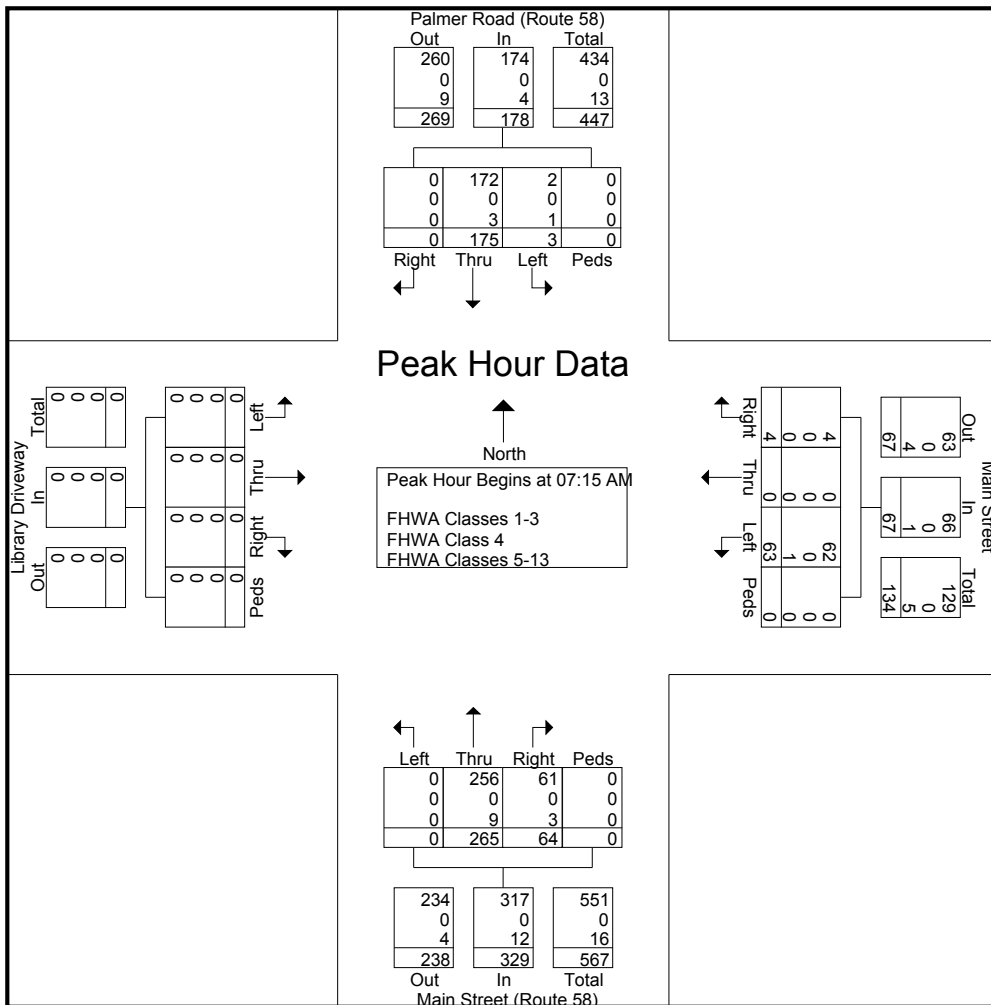 Palmer Road (Route 58)
Out In Total
260 174 434
0 0 0
9 4 13
269 178 447
0 172 2 0
0 0 0 0
0 3 1 0
0 175 3 0
Right Thru Left Peds
Peak Hour Data
North
Peak Hour Begins at 07:15 AM
FHWA Classes 1-3
FHWA Class 4
FHWA Classes 5-13
Library Driveway
Out In Total
0 0 0
0 0 0
0 0 0
0 0 0
Peds Right Thru Left
0 0 0 0
0 0 0 0
0 0 0 0
0 0 0 0
Main Street
Out In Total
63 66 129
0 0 0
4 1 5
67 67 134
4 0 62 0
0 0 0 0
0 0 1 0
4 0 63 0
Right Thru Left Peds
Left Thru Right Peds
0 256 61 0
0 0 0 0
0 9 3 0
0 265 64 0
234 317 551
0 0 0
4 12 16
238 329 567
Out In Total
Main Street (Route 58)